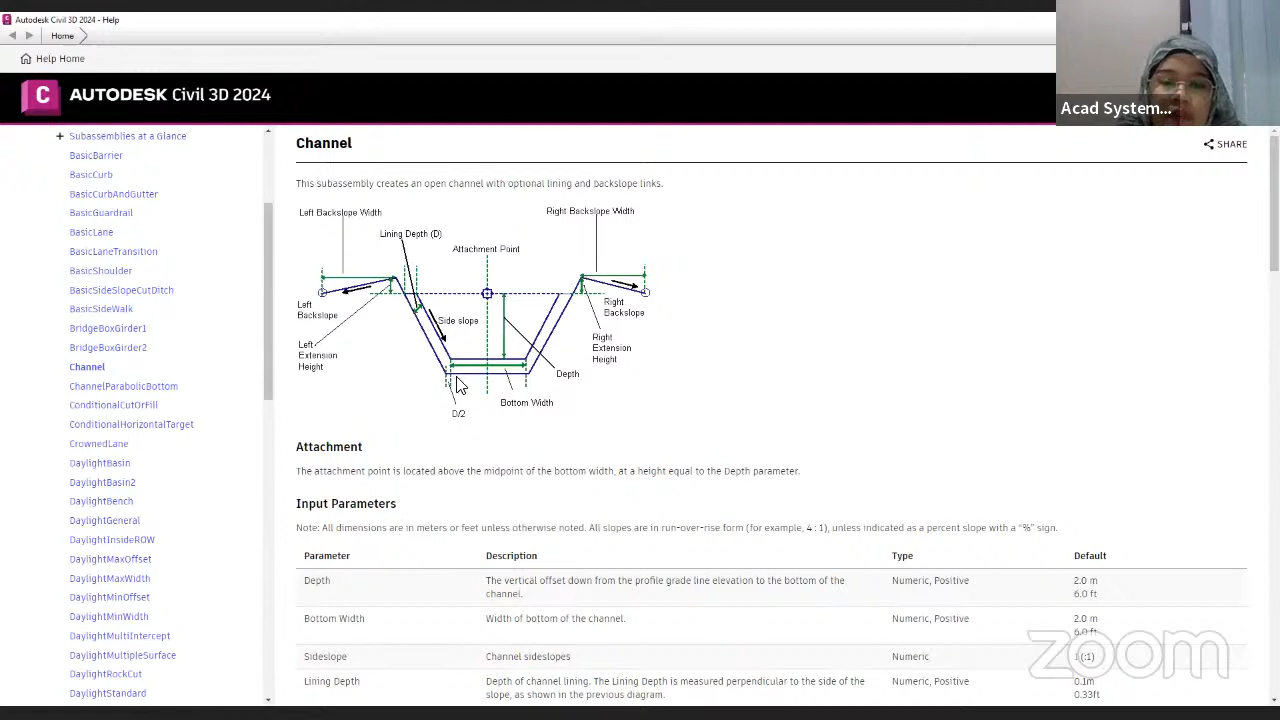 Autodesk Civil 3D 2024 - Help
Home
Help Home
C AUTODESK Civil 3D 2024
Acad System...
Subassemblies at a Glance
BasicBarrier
BasicCurb
BasicCurbAndGutter
BasicGuardrail
BasicLane
BasicLaneTransition
BasicShoulder
BasicSideSlopeCutDitch
BasicSideWalk
BridgeBoxGirder1
BridgeBoxGirder2
Channel
ChannelParabolicBottom
ConditionalCutOrFill
ConditionalHorizontalTarget
CrownedLane
DaylightBasin
DaylightBasin2
DaylightBench
DaylightGeneral
DaylightInsideROW
DaylightMaxOffset
DaylightMaxWidth
DaylightMinOffset
DaylightMinWidth
DaylightMultiIntercept
DaylightMultipleSurface
DaylightRockCut
DaylightStandard
Channel
SHARE
This subassembly creates an open channel with optional lining and backslope links.
Left Backslope Width
Right Backslope Width
Lining Depth (D)
Attachment Point
Left
Backslope
Side slope
Right
Backslope
Left
Extension
Height
Right
Extension
Height
Depth
Bottom Width
D/2
Attachment
The attachment point is located above the midpoint of the bottom width, at a height equal to the Depth parameter.
Input Parameters
Note: All dimensions are in meters or feet unless otherwise noted. All slopes are in run-over-rise form (for example, 4 : 1), unless indicated as a percent slope with a "%" sign.
Parameter Description Type Default
Depth The vertical offset down from the profile grade line elevation to the bottom of the Numeric, Positive 2.0 m
channel. 6.0 ft
Bottom Width Width of bottom of the channel. Numeric, Positive 2.0 m
6.0 ft
Sideslope Channel sideslopes Numeric 1 (:1)
Lining Depth Depth of channel lining. The Lining Depth is measured perpendicular to the side of the Numeric, Positive 0.1m
slope, as shown in the previous diagram. 0.33ft
zoom